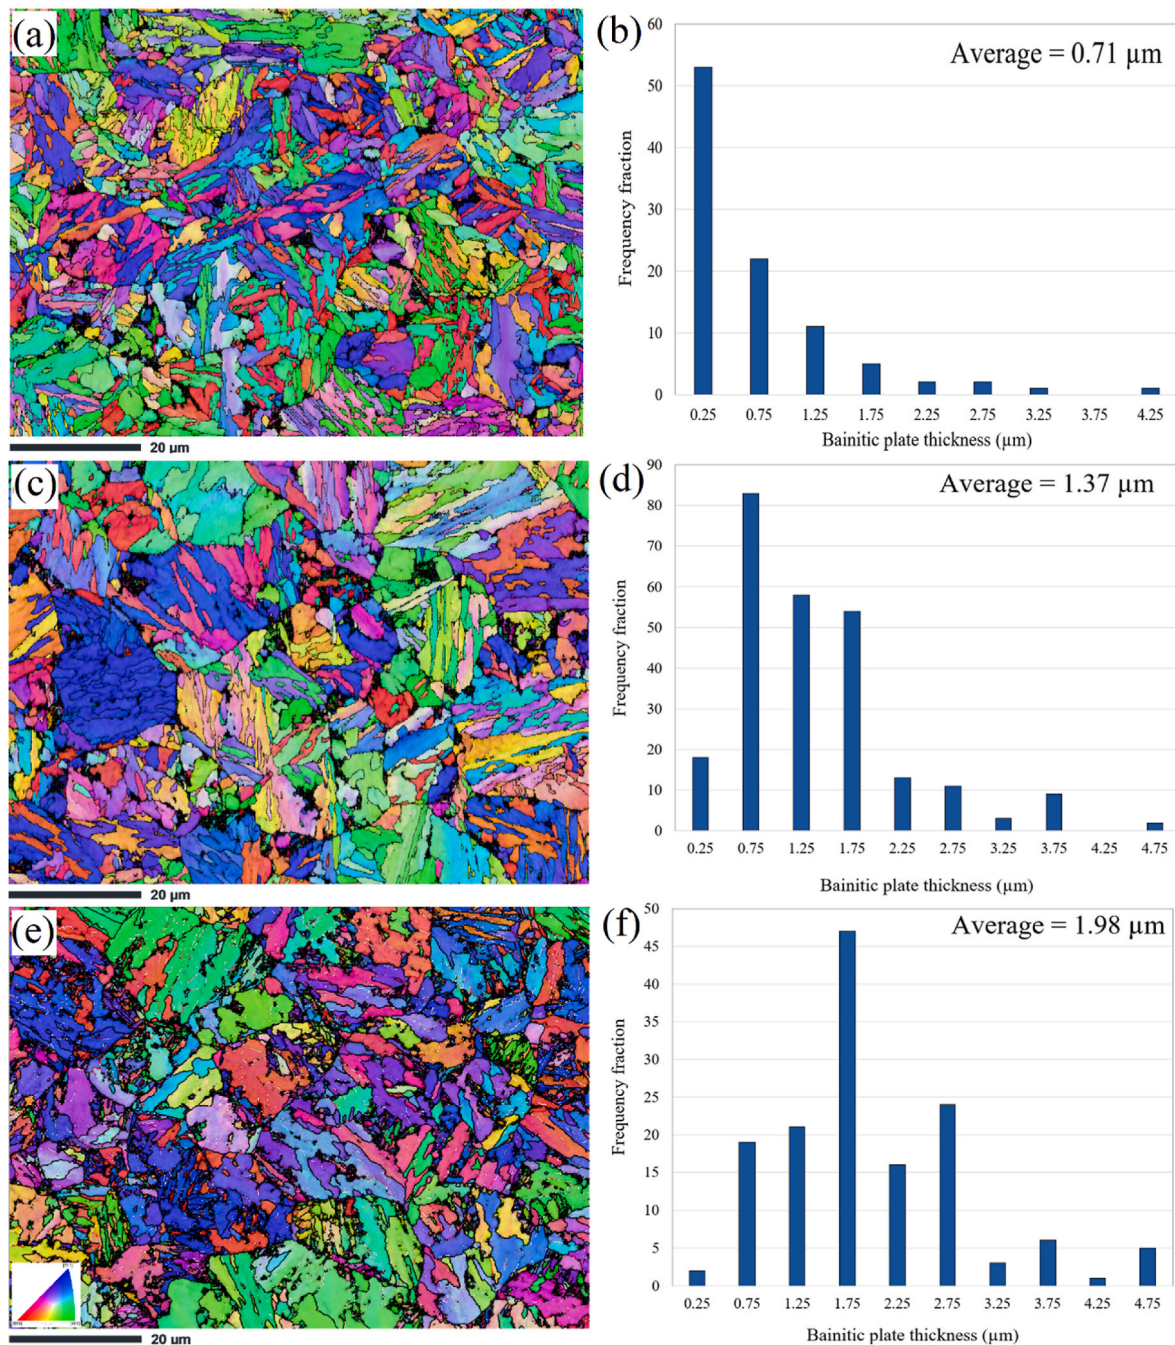 (a)
20 µm
(b)
Average = 0.71 µm
Frequency fraction
60
50
40
30
20
10
0
0.25 0.75 1.25 1.75 2.25 2.75 3.25 3.75 4.25
Bainitic plate thickness (µm)
(c)
20 µm
(d)
Average = 1.37 µm
Frequency fraction
90
80
70
60
50
40
30
20
10
0
0.25 0.75 1.25 1.75 2.25 2.75 3.25 3.75 4.25 4.75
Bainitic plate thickness (µm)
(e)
20 µm
(f)
Average = 1.98 µm
Frequency fraction
50
45
40
35
30
25
20
15
10
5
0
0.25 0.75 1.25 1.75 2.25 2.75 3.25 3.75 4.25 4.75
Bainitic plate thickness (µm)